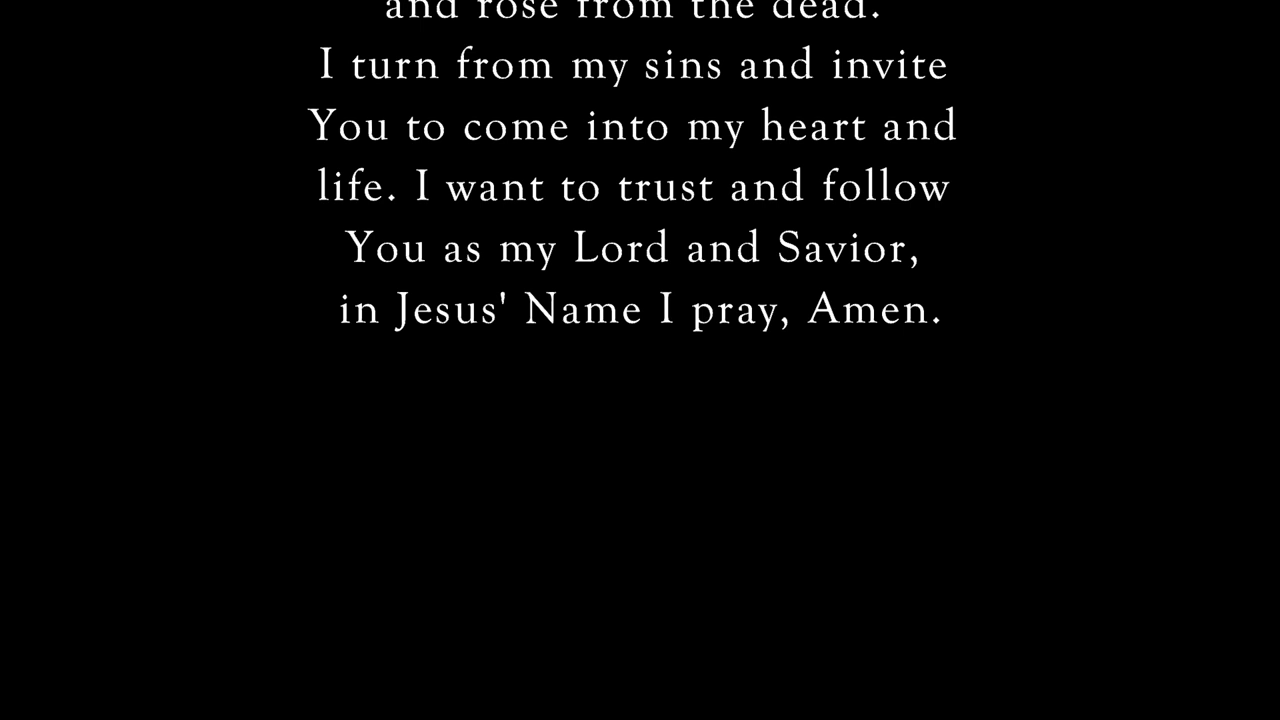 and rose from the dead.
I turn from my sins and invite
You to come into my heart and
life. I want to trust and follow
You as my Lord and Savior,
in Jesus' Name I pray, Amen.